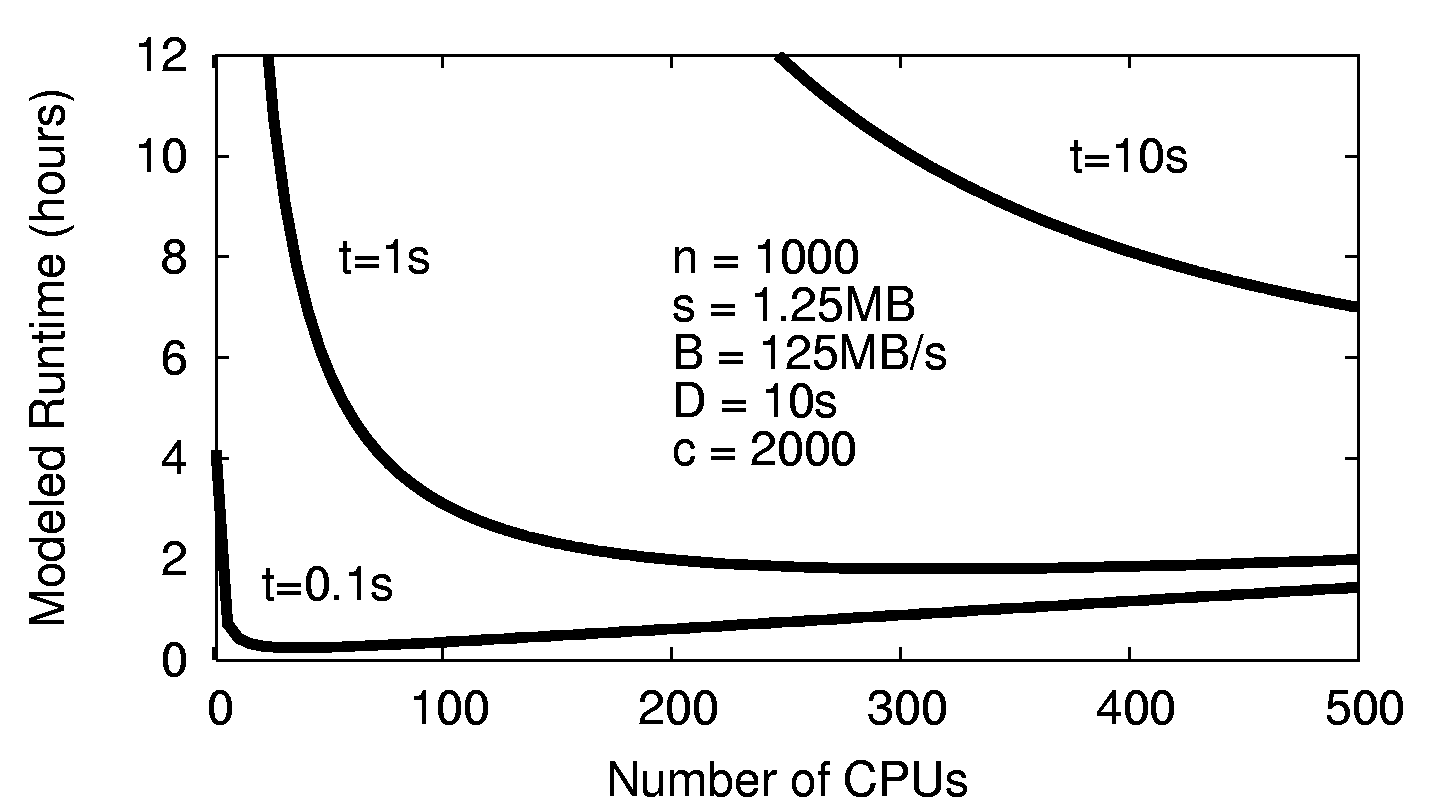 Modeled Runtime (hours)
12
10
8
6
4
2
0
t=10s
t=1s
n = 1000
s = 1.25MB
B = 125MB/s
D = 10s
c = 2000
t=0.1s
0 100 200 300 400 500
Number of CPUs